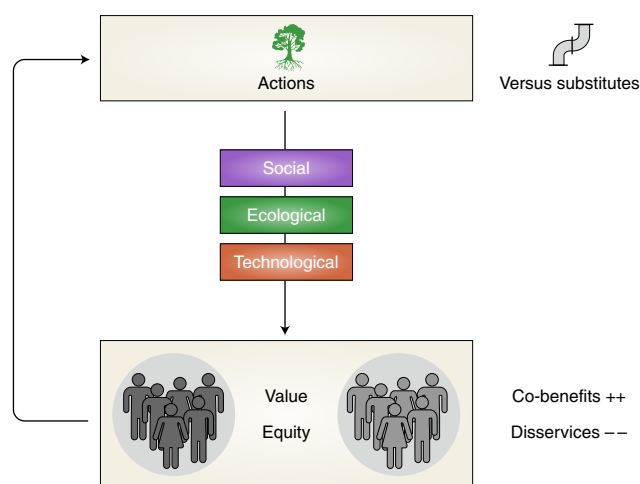 Actions
Versus substitutes
Social
Ecological
Technological
Value
Equity
Co-benefits ++
Disservices −−